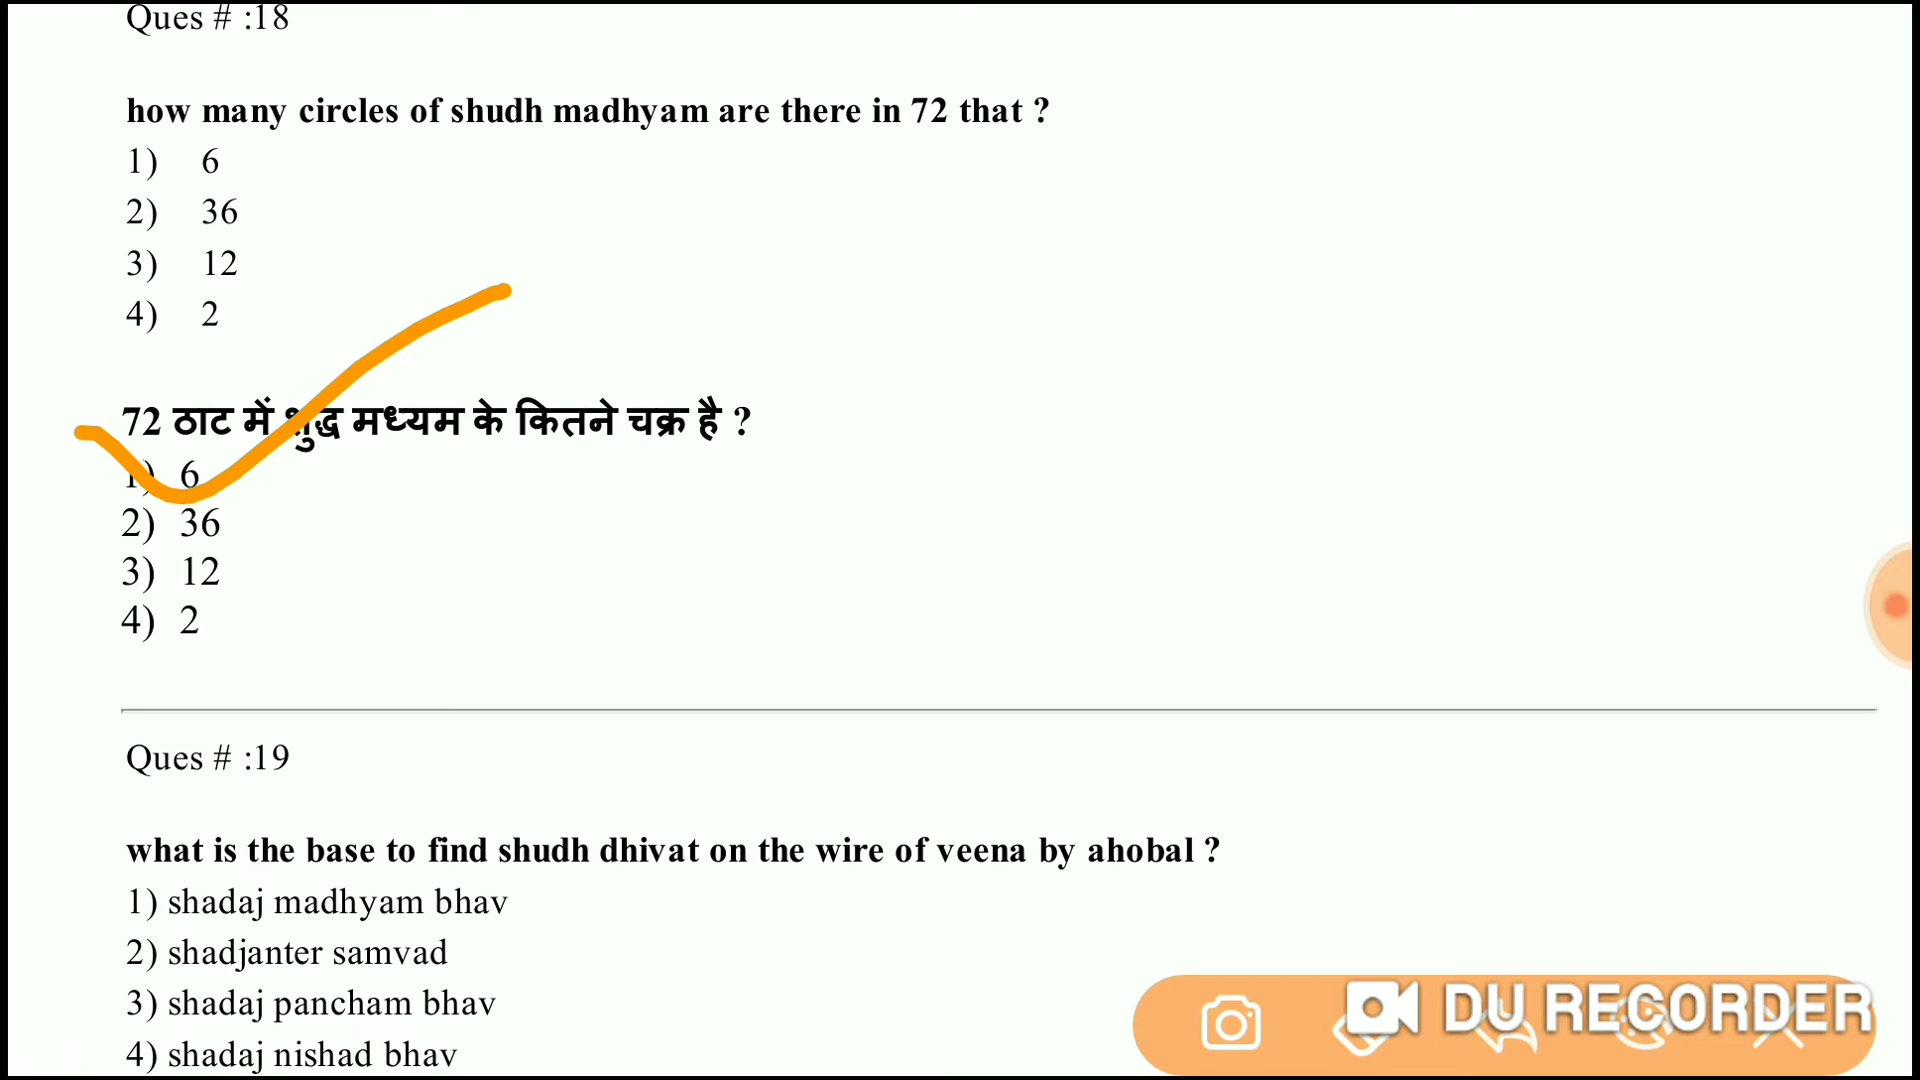 Ques # :18
how many circles of shudh madhyam are there in 72 that ?
1) 6
2) 36
3) 12
4) 2
72 ठाट में शुद्ध मध्यम के कितने चक्र है ?
1) 6
2) 36
3) 12
4) 2
Ques # :19
what is the base to find shudh dhivat on the wire of veena by ahobal ?
1) shadaj madhyam bhav
2) shadjanter samvad
3) shadaj pancham bhav
4) shadaj nishad bhav
DU RECORDER